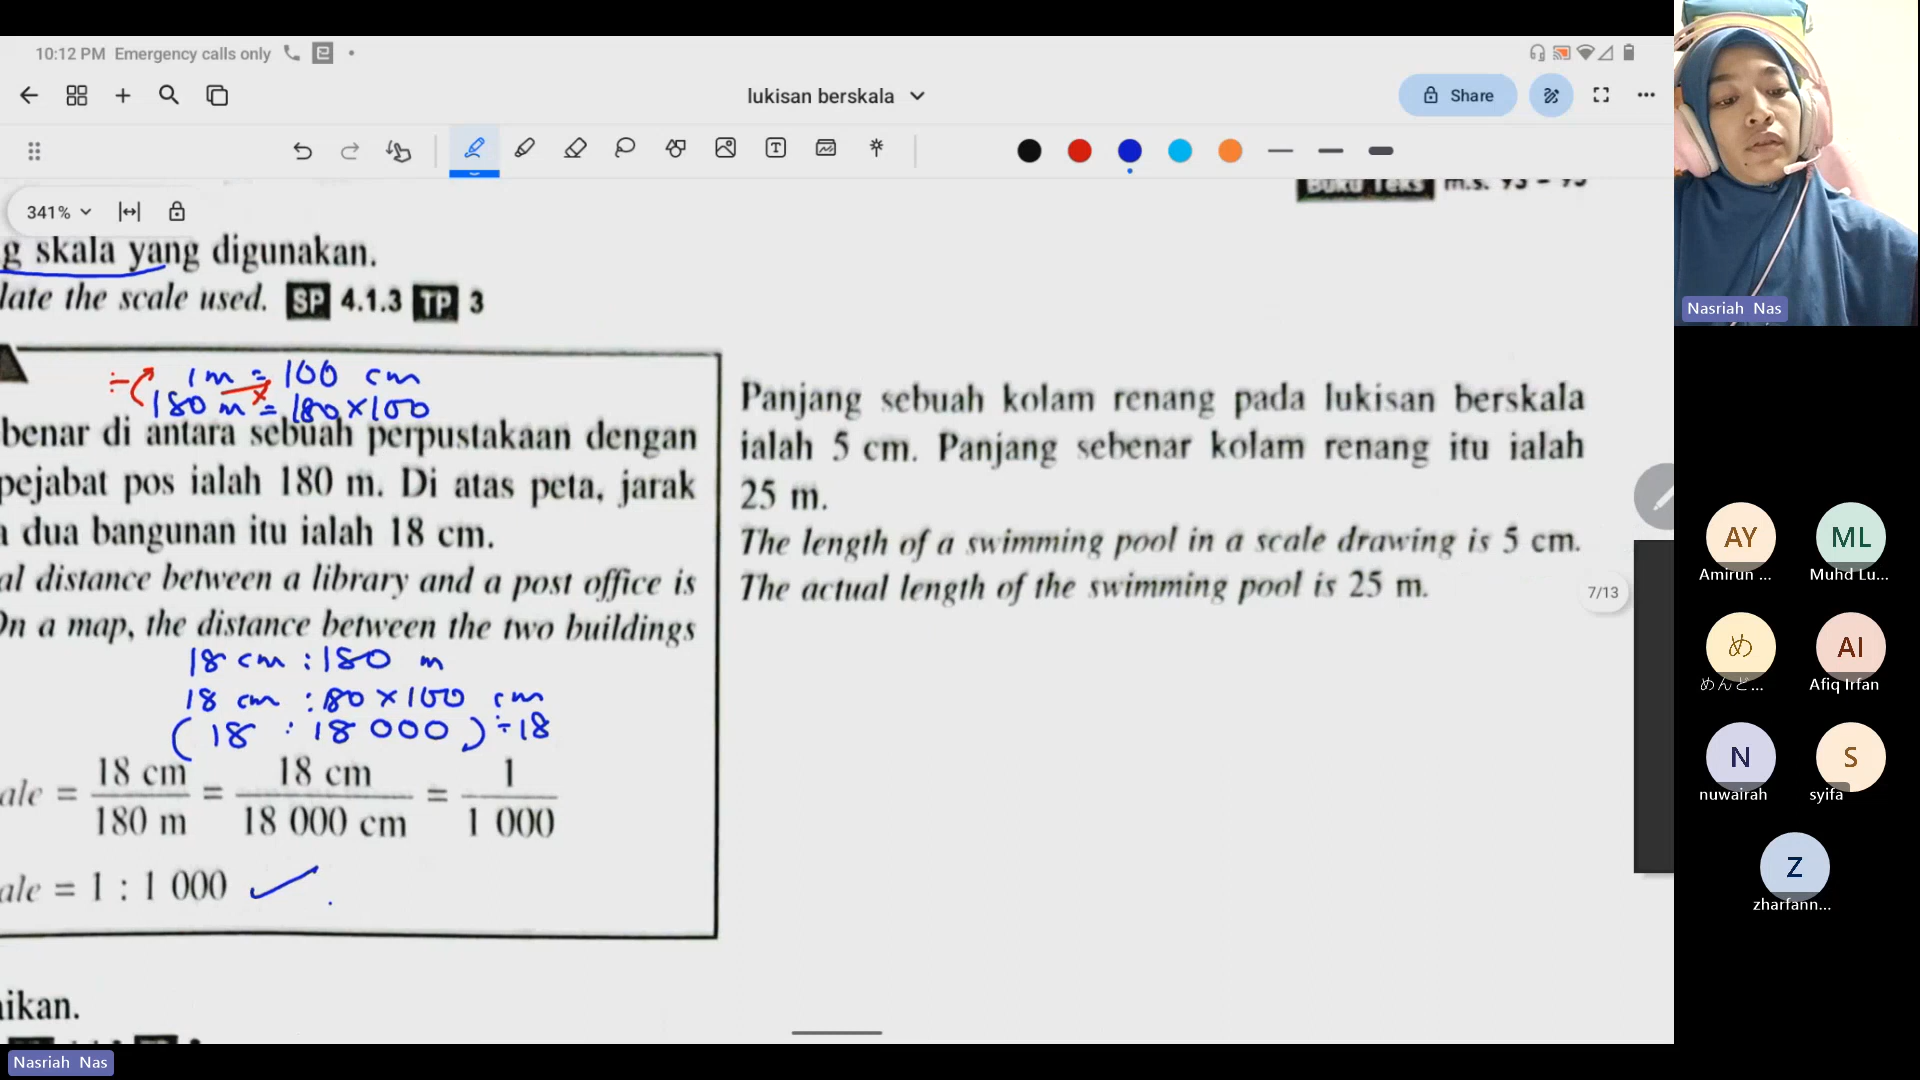 10:12 PM Emergency calls only
lukisan berskala
Share
341%
Buku Teks m.s. 93 – 95
g skala yang digunakan.
late the scale used. SP 4.1.3 TP 3
÷ 1 m = 100 cm
180 m = 180 × 100
x
benar di antara sebuah perpustakaan dengan
pejabat pos ialah 180 m. Di atas peta, jarak
a dua bangunan itu ialah 18 cm.
al distance between a library and a post office is
On a map, the distance between the two buildings
18 cm : 180 m
18 cm : 80 × 100 cm
( 18 : 18 000 ) ÷ 18
ale = 18 cm / 180 m = 18 cm / 18 000 cm = 1 / 1 000
ale = 1 : 1 000 ✓
Panjang sebuah kolam renang pada lukisan berskala
ialah 5 cm. Panjang sebenar kolam renang itu ialah
25 m.
The length of a swimming pool in a scale drawing is 5 cm.
The actual length of the swimming pool is 25 m.
7/13
aikan.
Nasriah Nas
Nasriah Nas
AY
Amirun ...
ML
Muhd Lu...
め
めんど...
AI
Afiq Irfan
N
nuwairah
S
syifa
Z
zharfann...